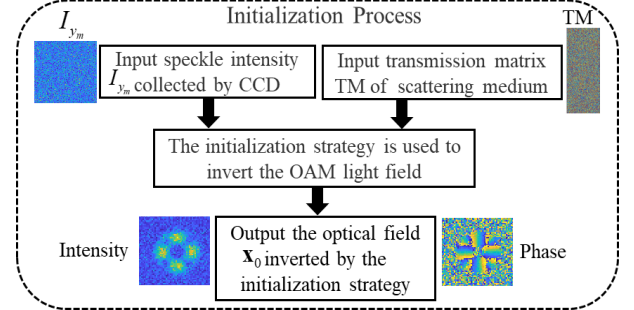 Initialization Process
I_{y_m}
TM
Input speckle intensity
I_{y_m} collected by CCD
Input transmission matrix
TM of scattering medium
The initialization strategy is used to
invert the OAM light field
Intensity
Output the optical field
x_0 inverted by the
initialization strategy
Phase